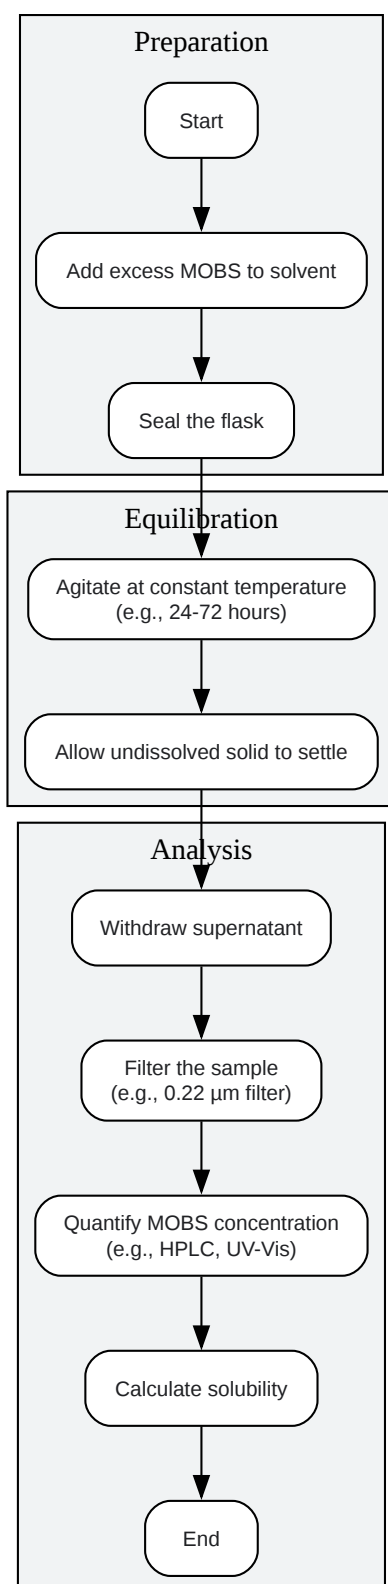 Preparation
Start
Add excess MOBS to solvent
Seal the flask
Equilibration
Agitate at constant temperature
(e.g., 24-72 hours)
Allow undissolved solid to settle
Analysis
Withdraw supernatant
Filter the sample
(e.g., 0.22 µm filter)
Quantify MOBS concentration
(e.g., HPLC, UV-Vis)
Calculate solubility
End